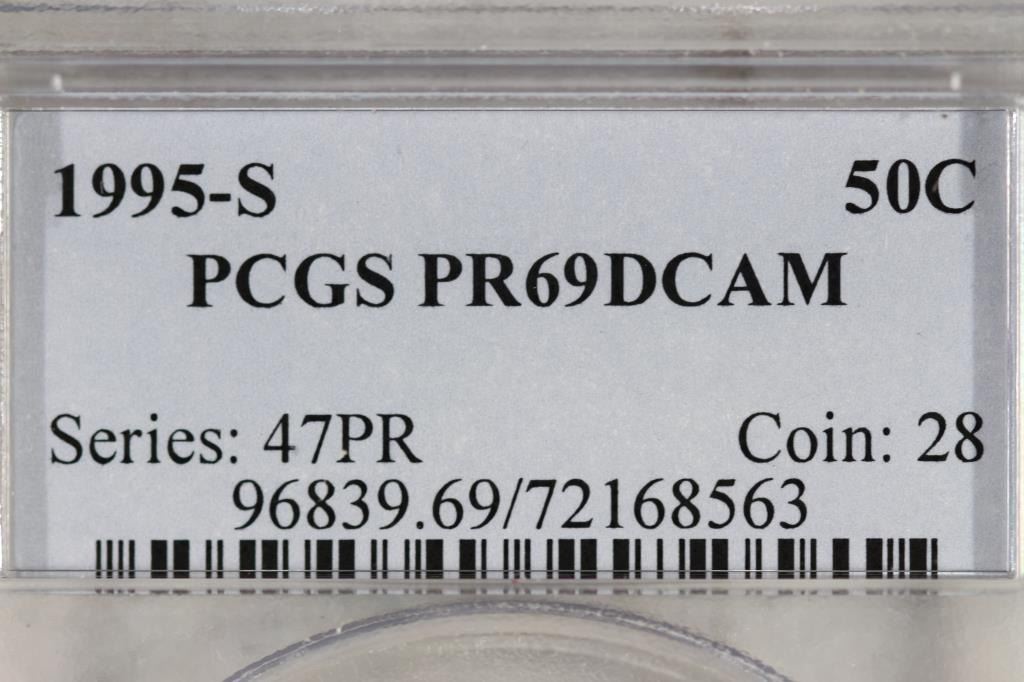 1995-S 50C
PCGS PR69DCAM
Series: 47PR Coin: 28
96839.69/72168563